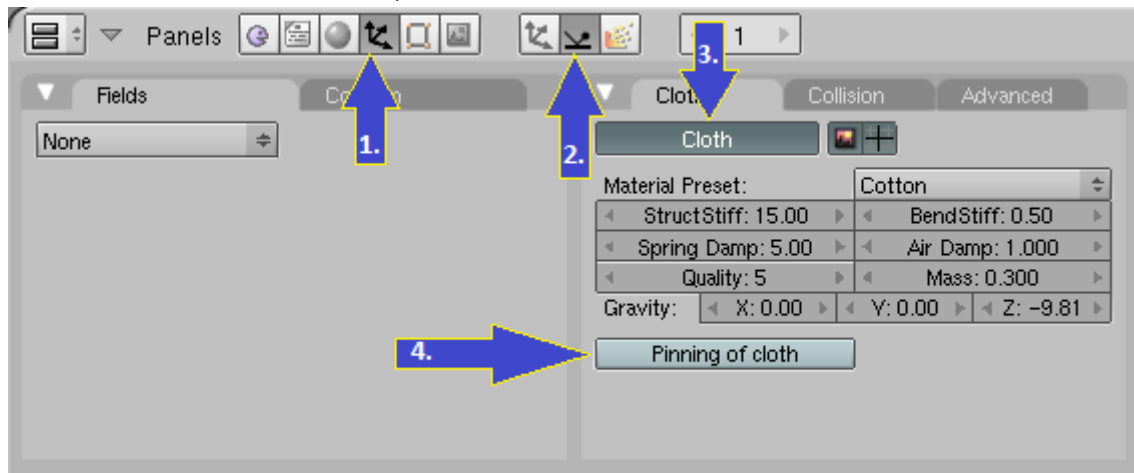 Panels
1
3.
Fields
Cloth
Collision
Advanced
None
1.
2.
Cloth
Material Preset:
Cotton
StructStiff: 15.00
BendStiff: 0.50
Spring Damp: 5.00
Air Damp: 1.000
Quality: 5
Mass: 0.300
Gravity:
X: 0.00
Y: 0.00
Z: -9.81
4.
Pinning of cloth